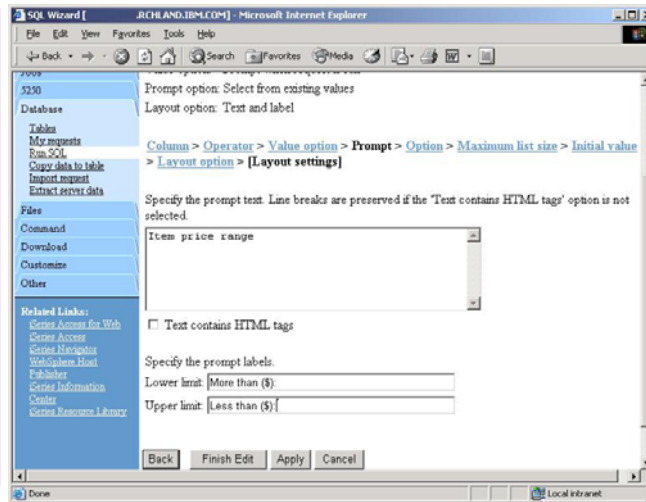 SQL Wizard [ .RCHLAND.IBM.COM] - Microsoft Internet Explorer
File Edit View Favorites Tools Help
Back Search Favorites Media
5250
Prompt option: Select from existing values
Database
Layout option: Text and label
Tables
My requests
Run SQL
Copy data to table
Import request
Extract server data
Column > Operator > Value option > Prompt > Option > Maximum list size > Initial value
> Layout option > [Layout settings]
Specify the prompt text. Line breaks are preserved if the 'Text contains HTML tags' option is not
selected.
Files
Command
Download
Customize
Other
Item price range
Related Links:
iSeries Access for Web
iSeries Access
iSeries Navigator
WebSphere Host
Publisher
iSeries Information
Center
iSeries Resource Library
Text contains HTML tags
Specify the prompt labels.
Lower limit: More than ($):
Upper limit: Less than ($):
Back Finish Edit Apply Cancel
Done Local intranet